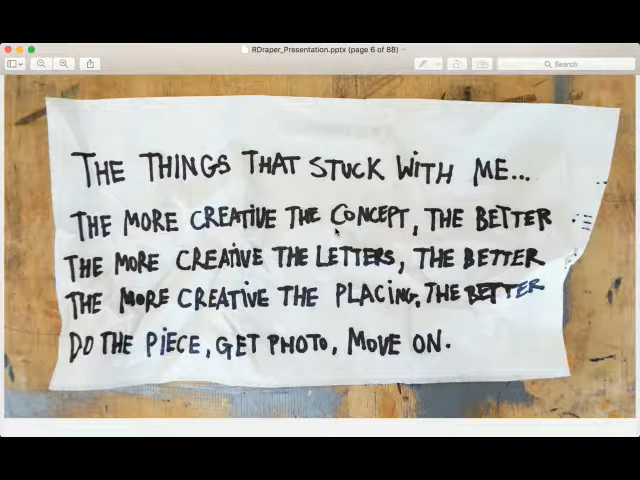 RDraper_Presentation.pptx (page 6 of 88)
Search
THE THINGS THAT STUCK WITH ME...
THE MORE CREATIVE THE CONCEPT, THE BETTER
THE MORE CREATIVE THE LETTERS, THE BETTER
THE MORE CREATIVE THE PLACING, THE BETTER
DO THE PIECE, GET PHOTO, MOVE ON.